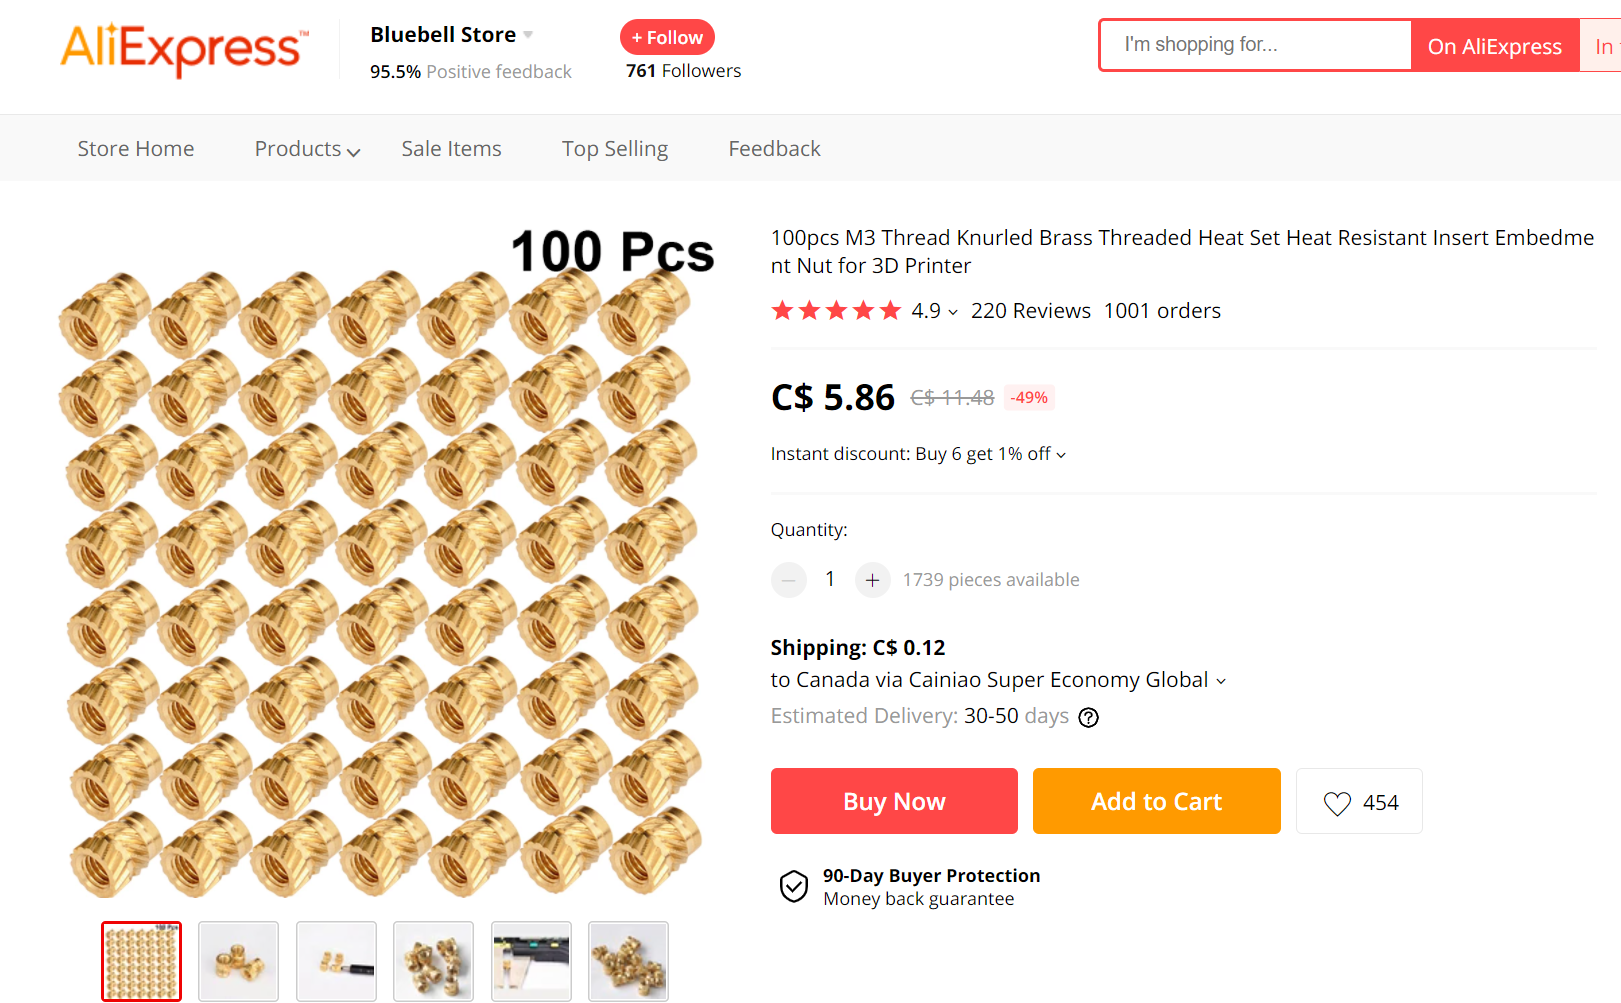 AliExpress™
Bluebell Store
95.5% Positive feedback
+ Follow
761 Followers
I'm shopping for...
On AliExpress
In
Store Home
Products
Sale Items
Top Selling
Feedback
100 Pcs
100pcs M3 Thread Knurled Brass Threaded Heat Set Heat Resistant Insert Embedme
nt Nut for 3D Printer
4.9 220 Reviews 1001 orders
C$ 5.86 C$ 11.48 -49%
Instant discount: Buy 6 get 1% off
Quantity:
1 1739 pieces available
Shipping: C$ 0.12
to Canada via Cainiao Super Economy Global
Estimated Delivery: 30-50 days
Buy Now
Add to Cart
454
90-Day Buyer Protection
Money back guarantee
100 Pcs